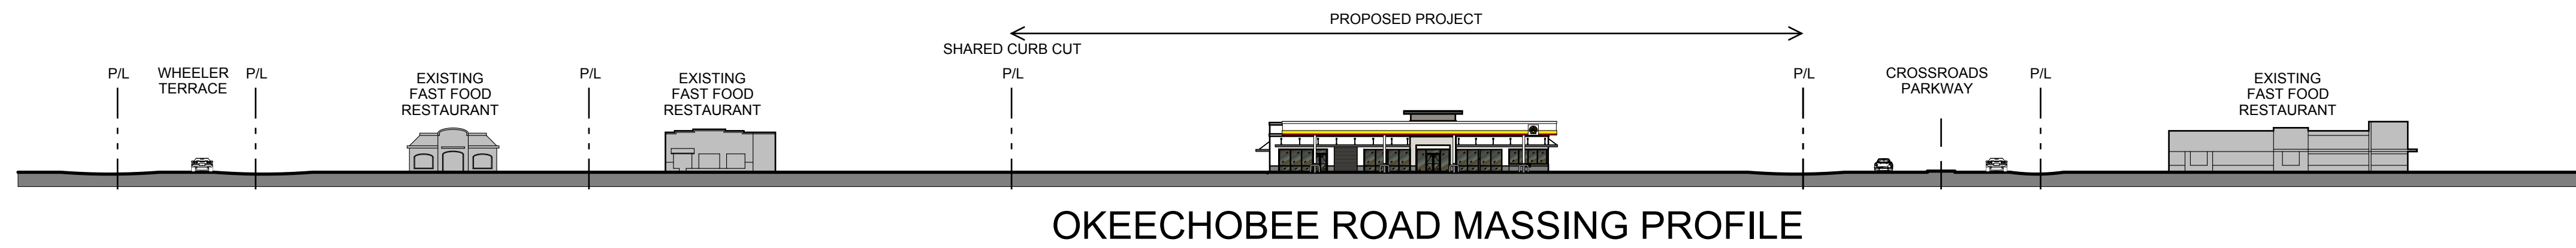 PROPOSED PROJECT
SHARED CURB CUT
P/L
WHEELER
TERRACE
P/L
EXISTING
FAST FOOD
RESTAURANT
P/L
EXISTING
FAST FOOD
RESTAURANT
P/L
P/L
CROSSROADS
PARKWAY
P/L
EXISTING
FAST FOOD
RESTAURANT
OKEECHOBEE ROAD MASSING PROFILE